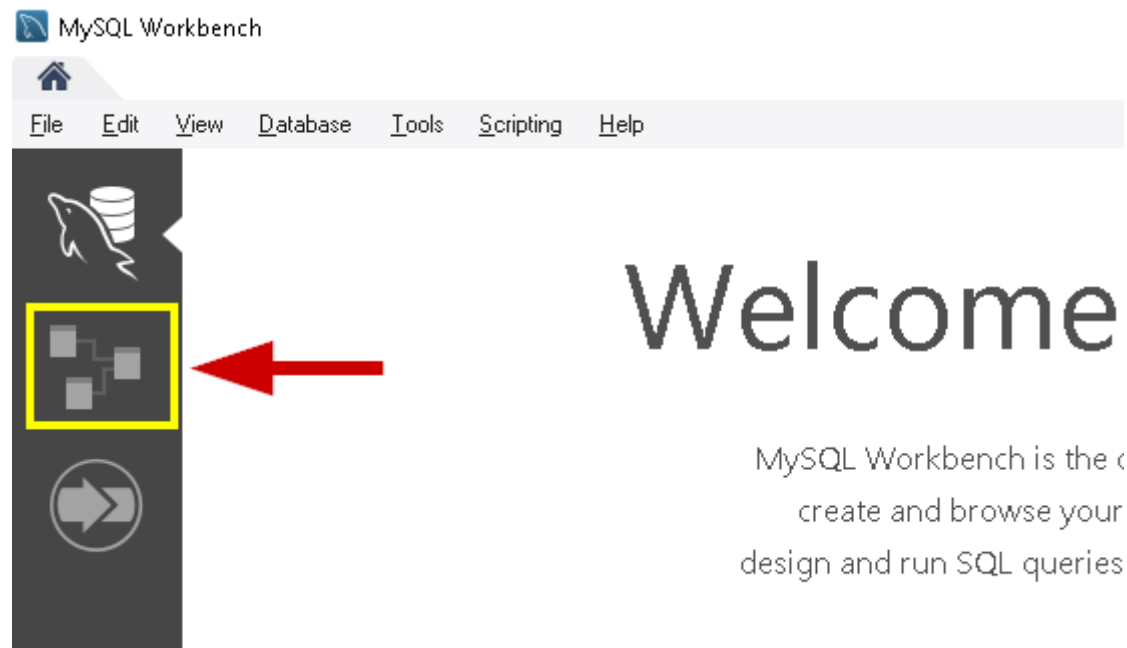 MySQL Workbench
File Edit View Database Tools Scripting Help
Welcome
MySQL Workbench is the
create and browse your
design and run SQL queries